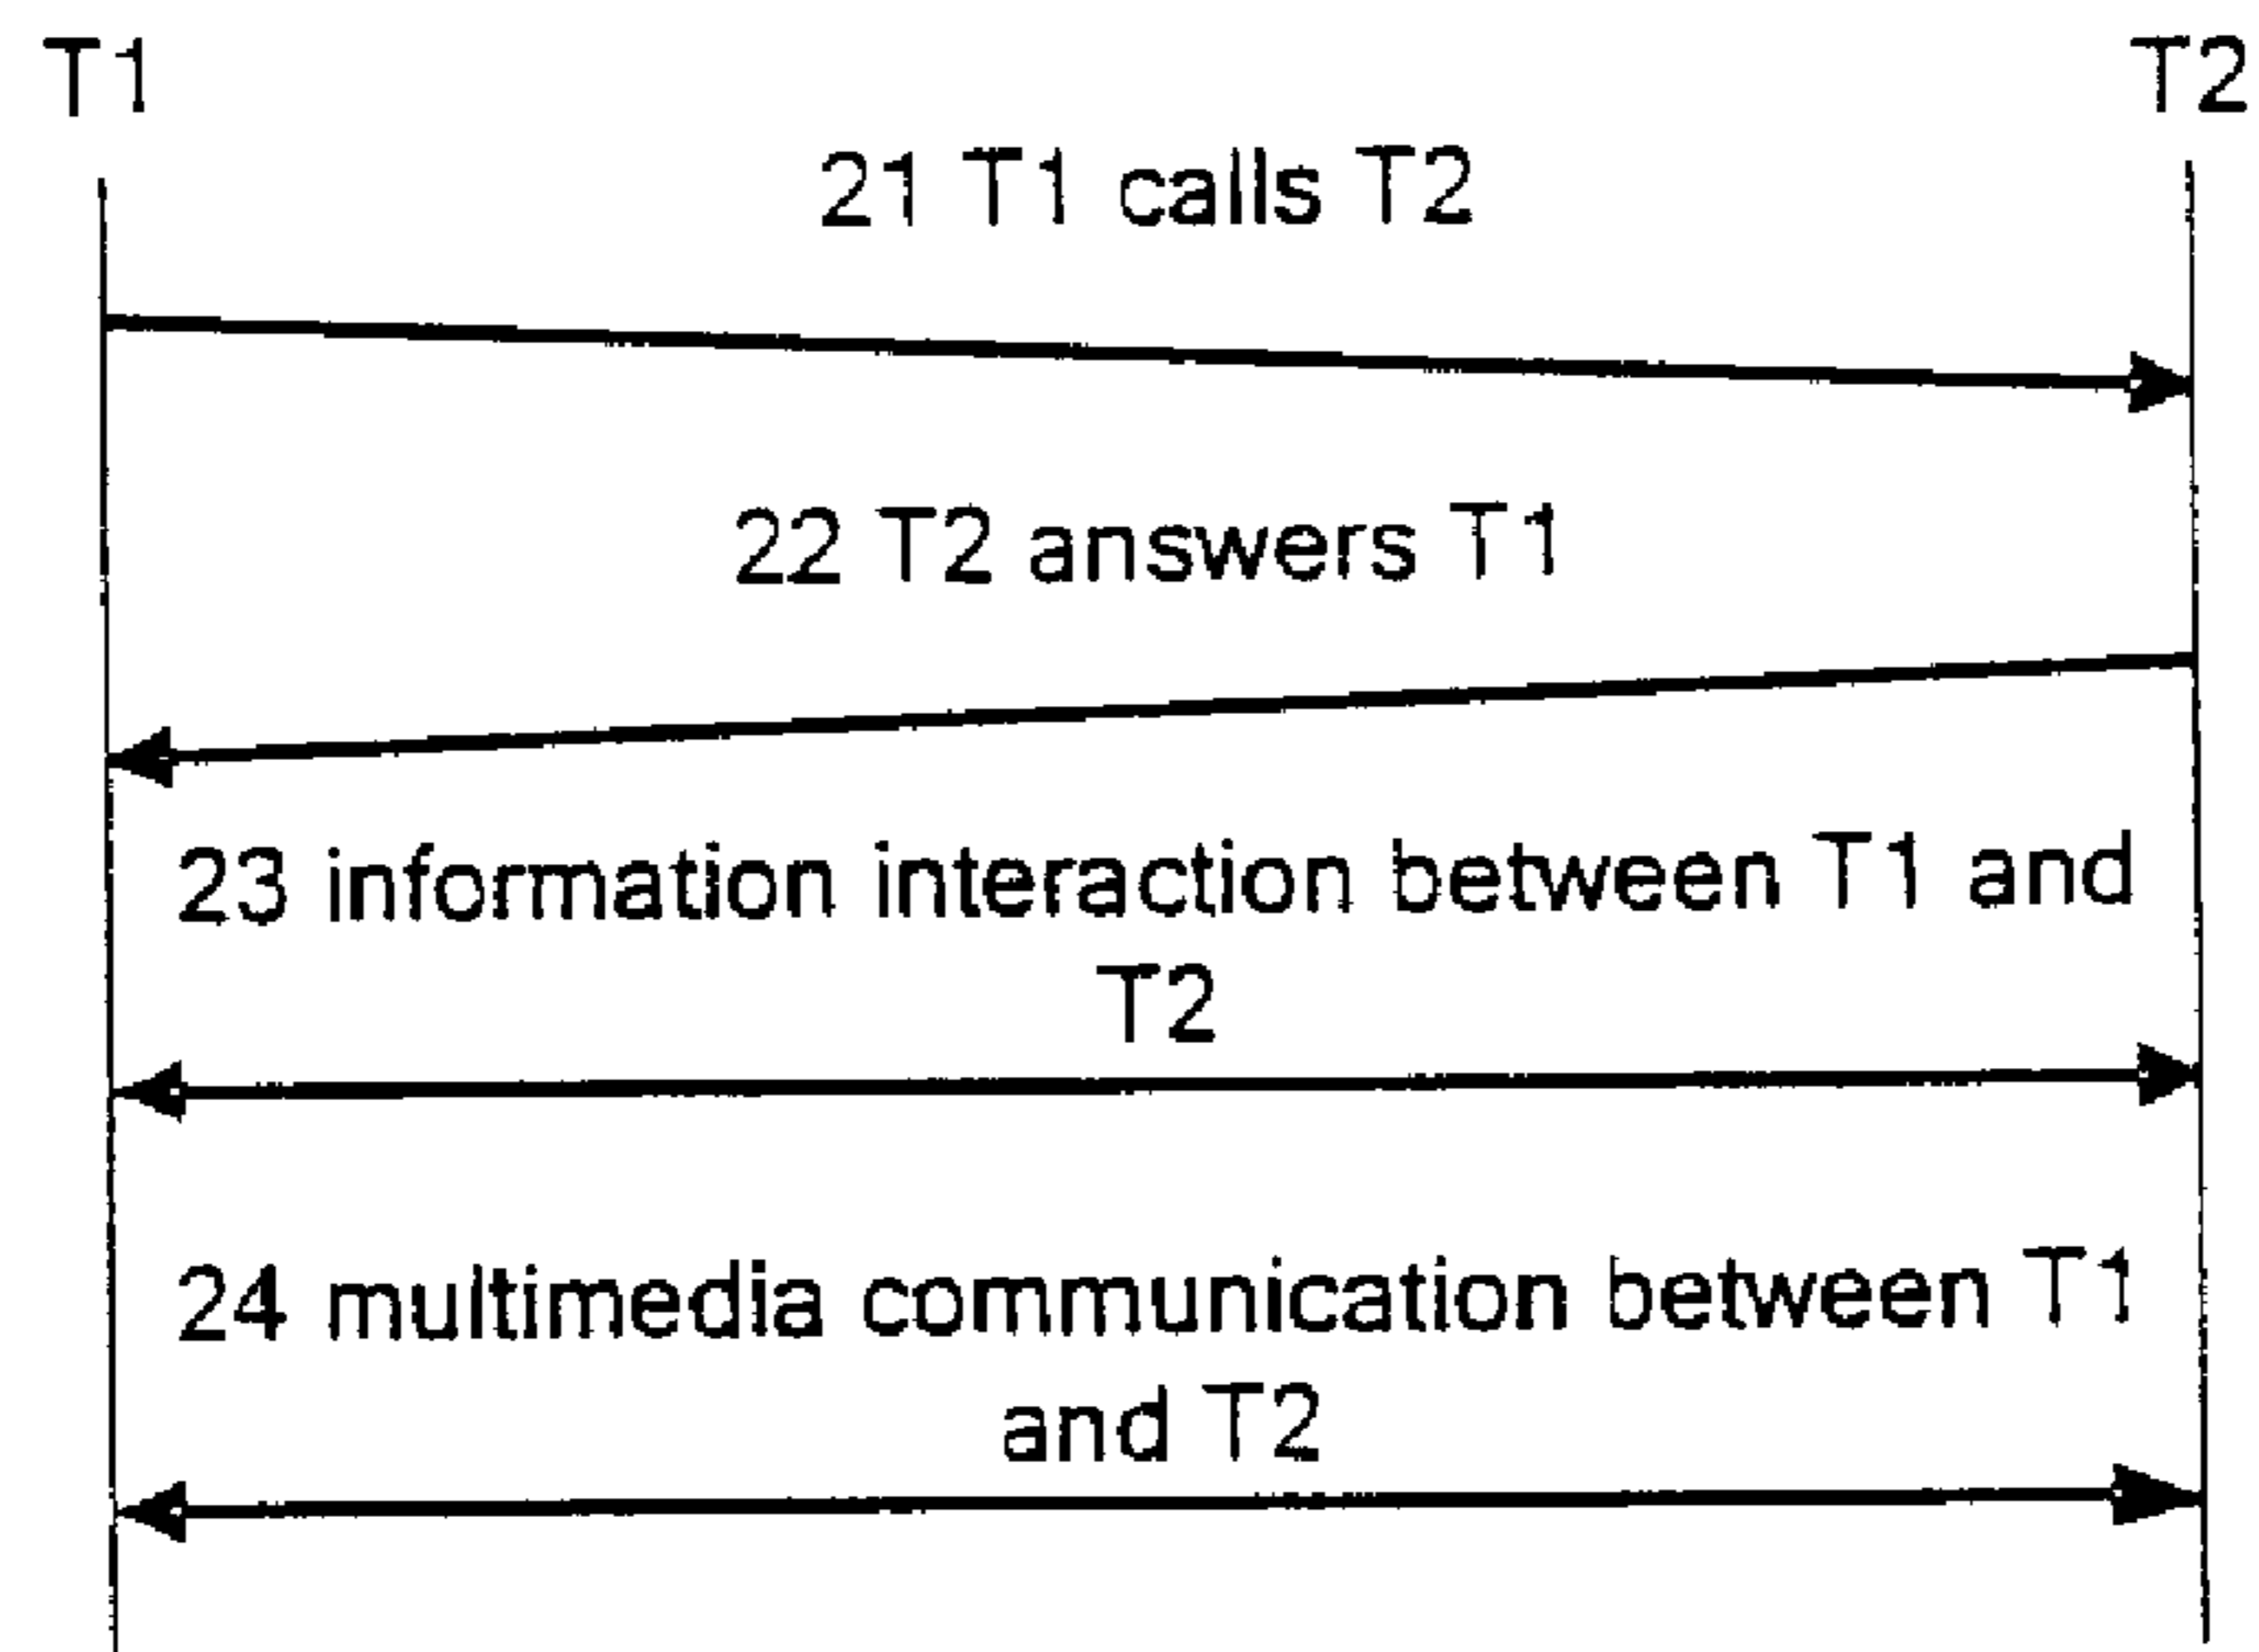 T1 T2
21 T1 calls T2
22 T2 answers T1
23 information interaction between T1 and
T2
24 multimedia communication between T1
and T2